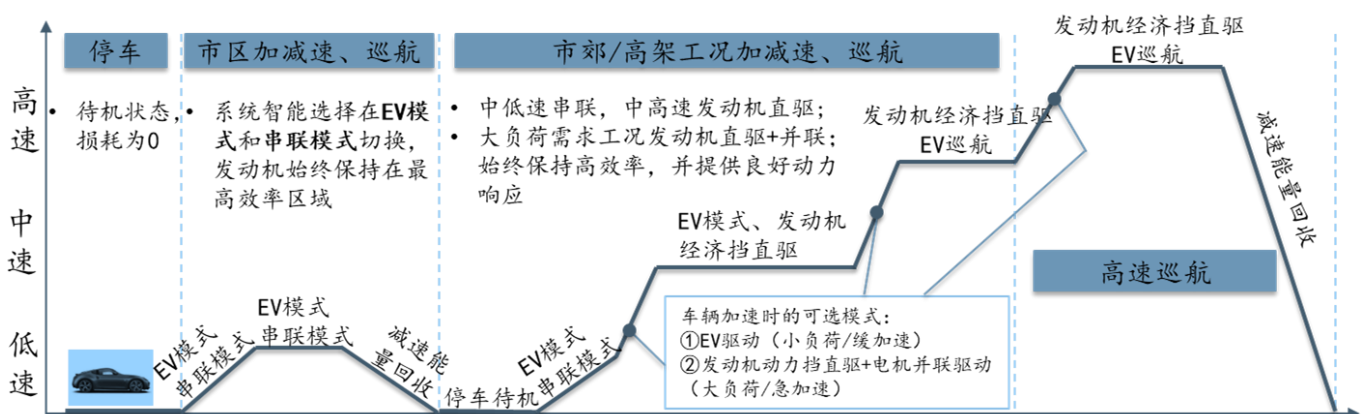 停车
市区加减速、巡航
市郊/高架工况加减速、巡航
发动机经济挡直驱
EV巡航
高速
中速
低速
• 待机状态，
损耗为0
• 系统智能选择在EV模
式和串联模式切换，
发动机始终保持在最
高效率区域
• 中低速串联，中高速发动机直驱；
• 大负荷需求工况发动机直驱+并联；
始终保持高效率，并提供良好动力
响应
发动机经济挡直驱
EV巡航
减速能量回收
EV模式、发动机
经济挡直驱
高速巡航
EV模式
串联模式
EV模式
串联模式
减速能
量回收
停车待机
EV模式
串联模式
车辆加速时的可选模式：
①EV驱动（小负荷/缓加速）
②发动机动力挡直驱+电机并联驱动
（大负荷/急加速）